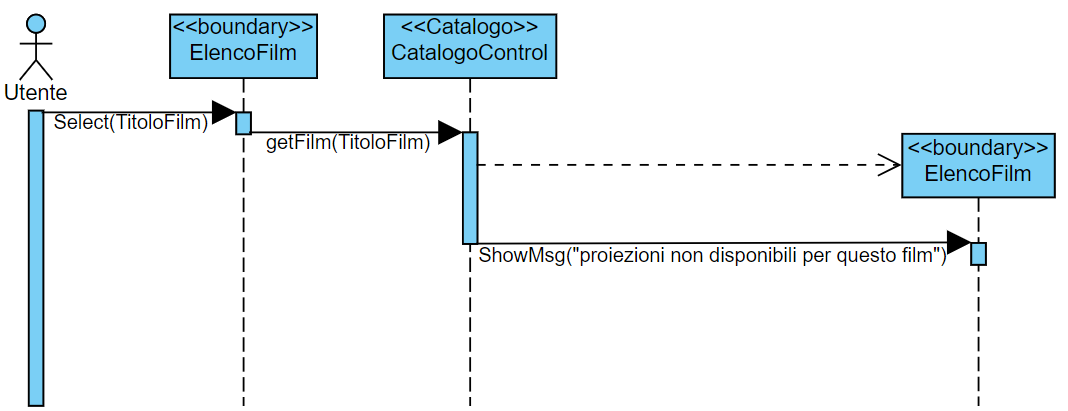 <<boundary>>
ElencoFilm
<<Catalogo>>
CatalogoControl
Utente
Select(TitoloFilm)
getFilm(TitoloFilm)
<<boundary>>
ElencoFilm
ShowMsg("proiezioni non disponibili per questo film")